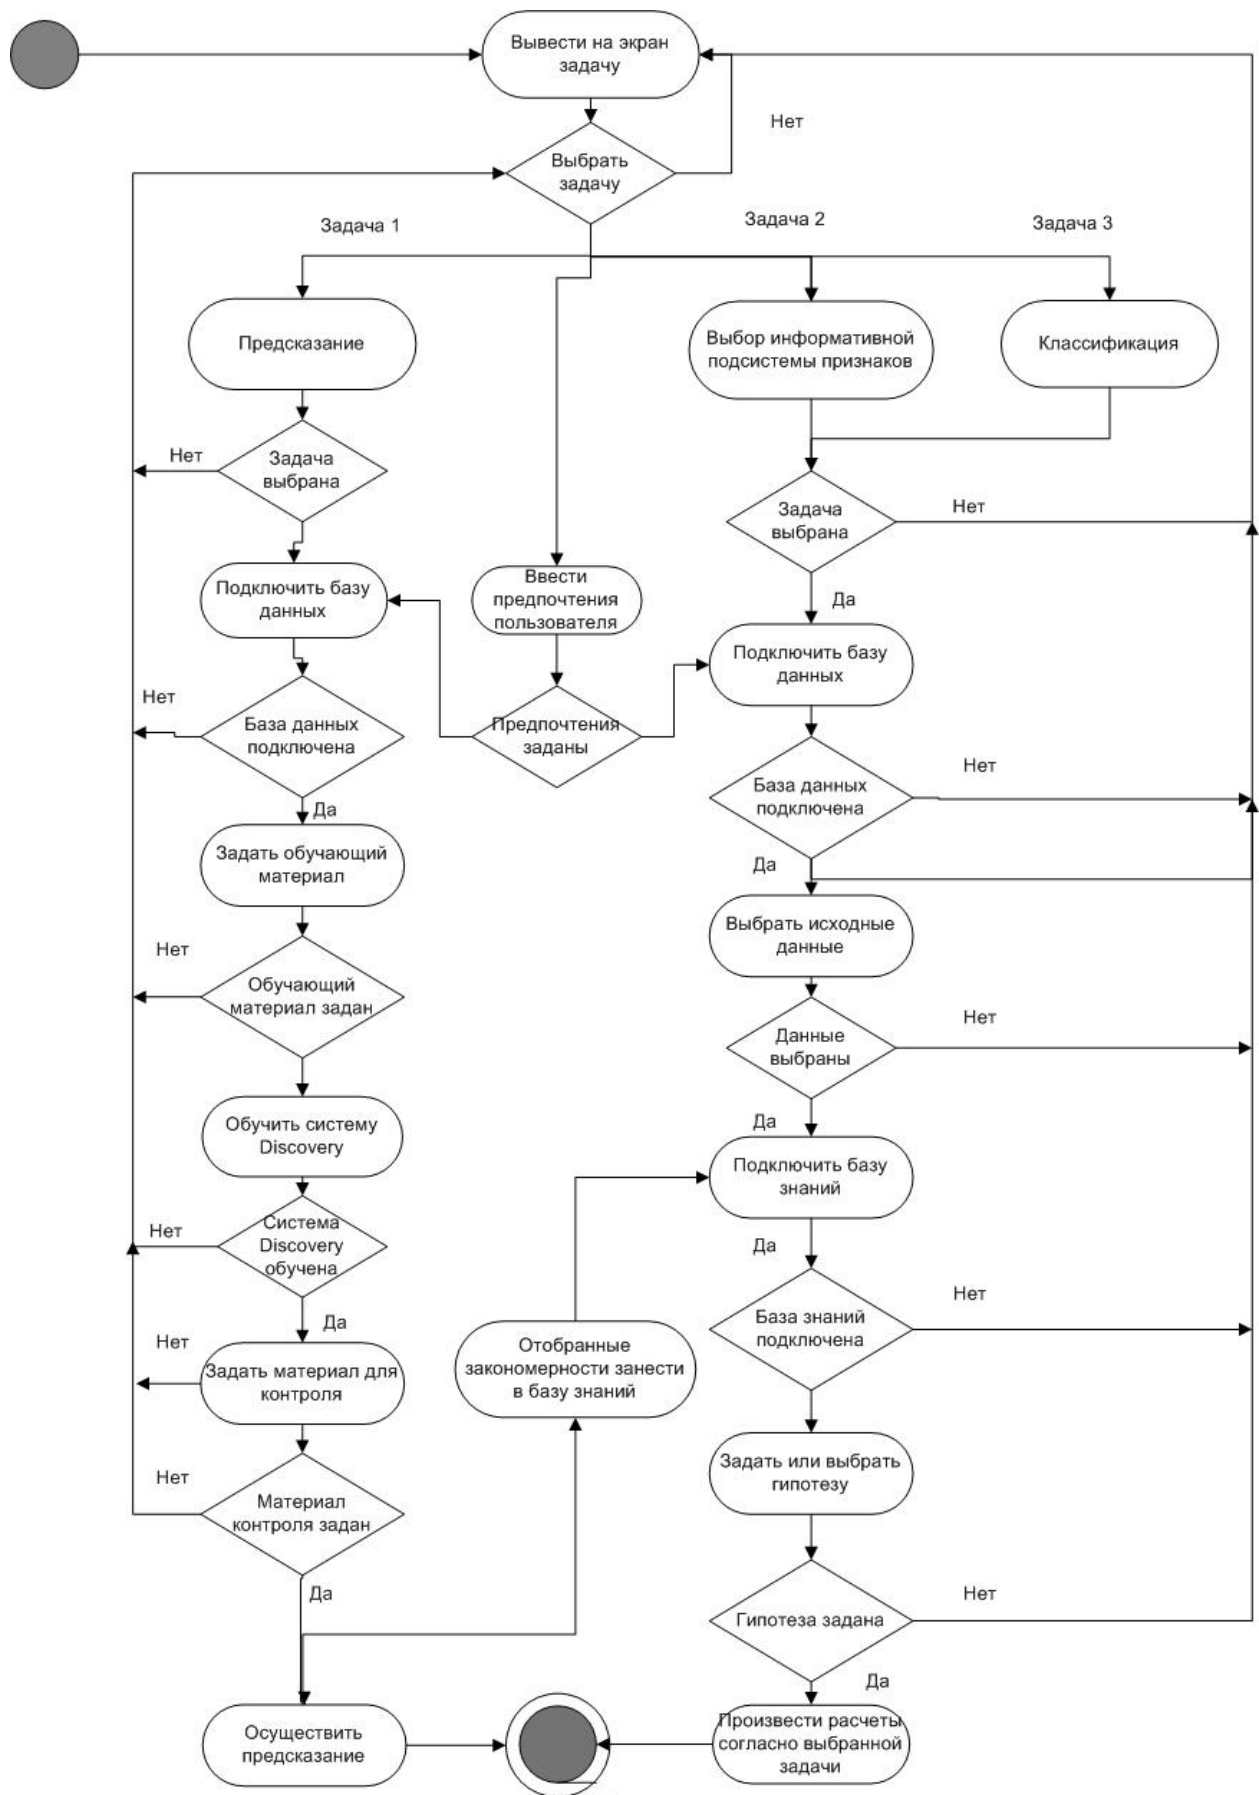 Вывести на экран
задачу
Нет
Выбрать
задачу
Задача 1
Задача 2
Задача 3
Предсказание
Выбор информативной
подсистемы признаков
Классификация
Нет
Задача
выбрана
Задача
выбрана
Нет
Подключить базу
данных
Ввести
предпочтения
пользователя
Да
Подключить базу
данных
Нет
База данных
подключена
Предпочтения
заданы
База данных
подключена
Нет
Да
Задать обучающий
материал
Да
Выбрать исходные
данные
Нет
Обучающий
материал задан
Данные
выбраны
Нет
Обучить систему
Discovery
Да
Подключить базу
знаний
Нет
Система
Discovery
обучена
Да
База знаний
подключена
Нет
Да
Нет
Задать материал для
контроля
Отобранные
закономерности занести
в базу знаний
Задать или выбрать
гипотезу
Нет
Материал
контроля задан
Да
Гипотеза задана
Нет
Да
Осуществить
предсказание
Произвести расчеты
согласно выбранной
задачи